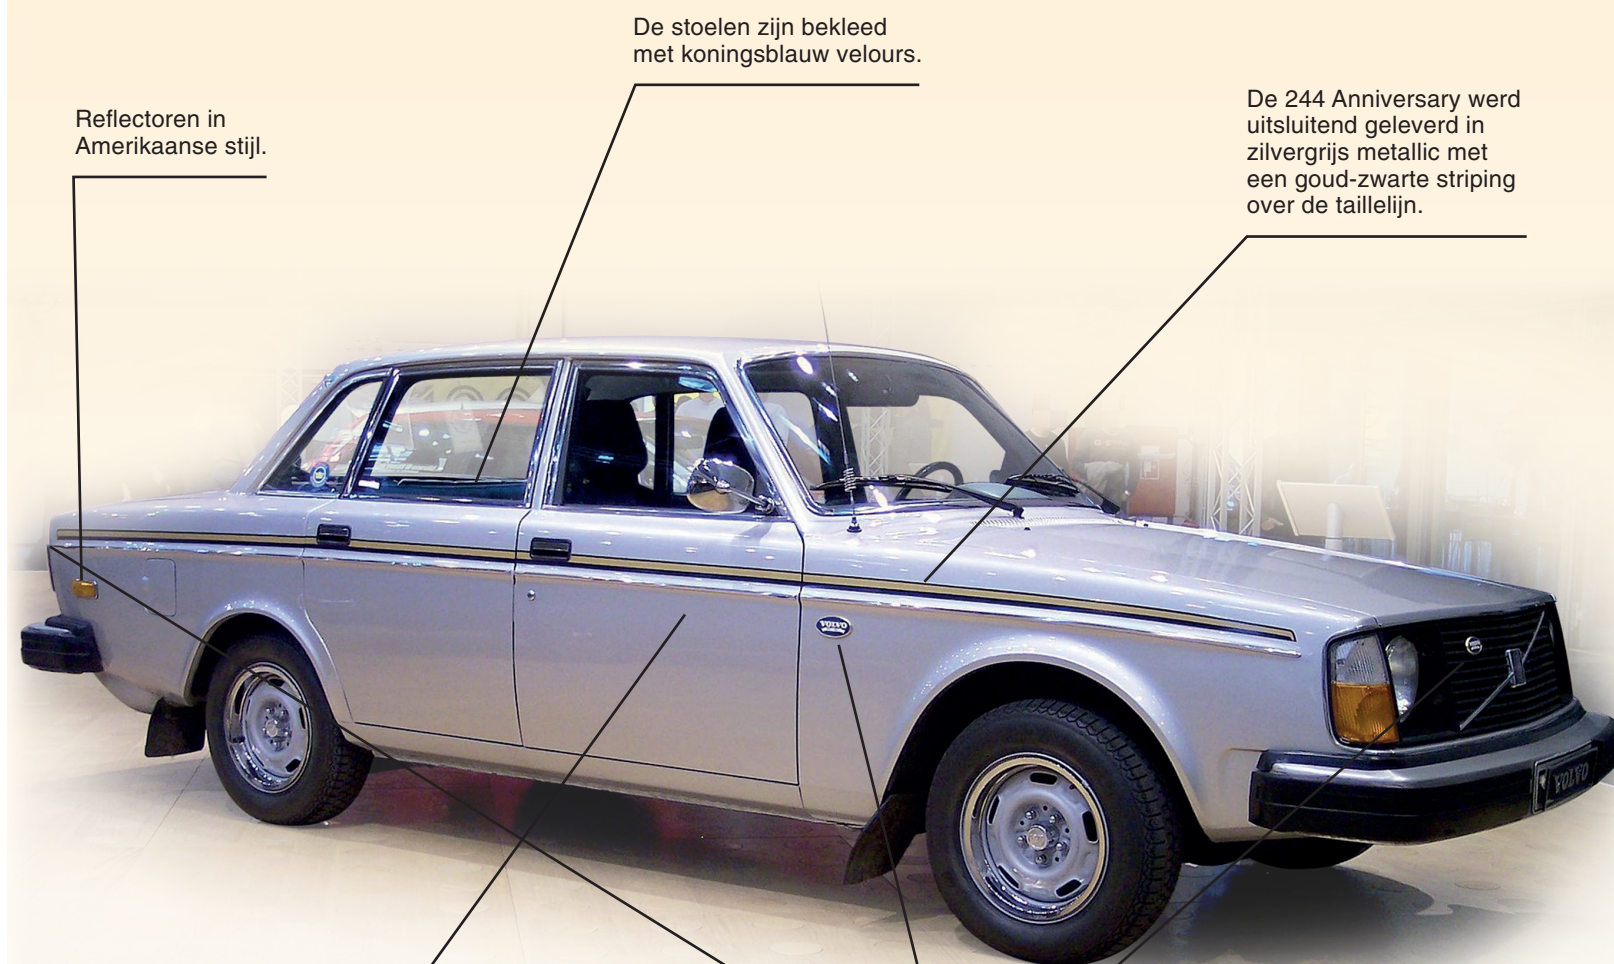 De stoelen zijn bekleed
met koningsblauw velours.
Reflectoren in
Amerikaanse stijl.
De 244 Anniversary werd
uitsluitend geleverd in
zilvergrijs metallic met
een goud-zwarte striping
over de taillelijn.
VOLVO
VOLVO